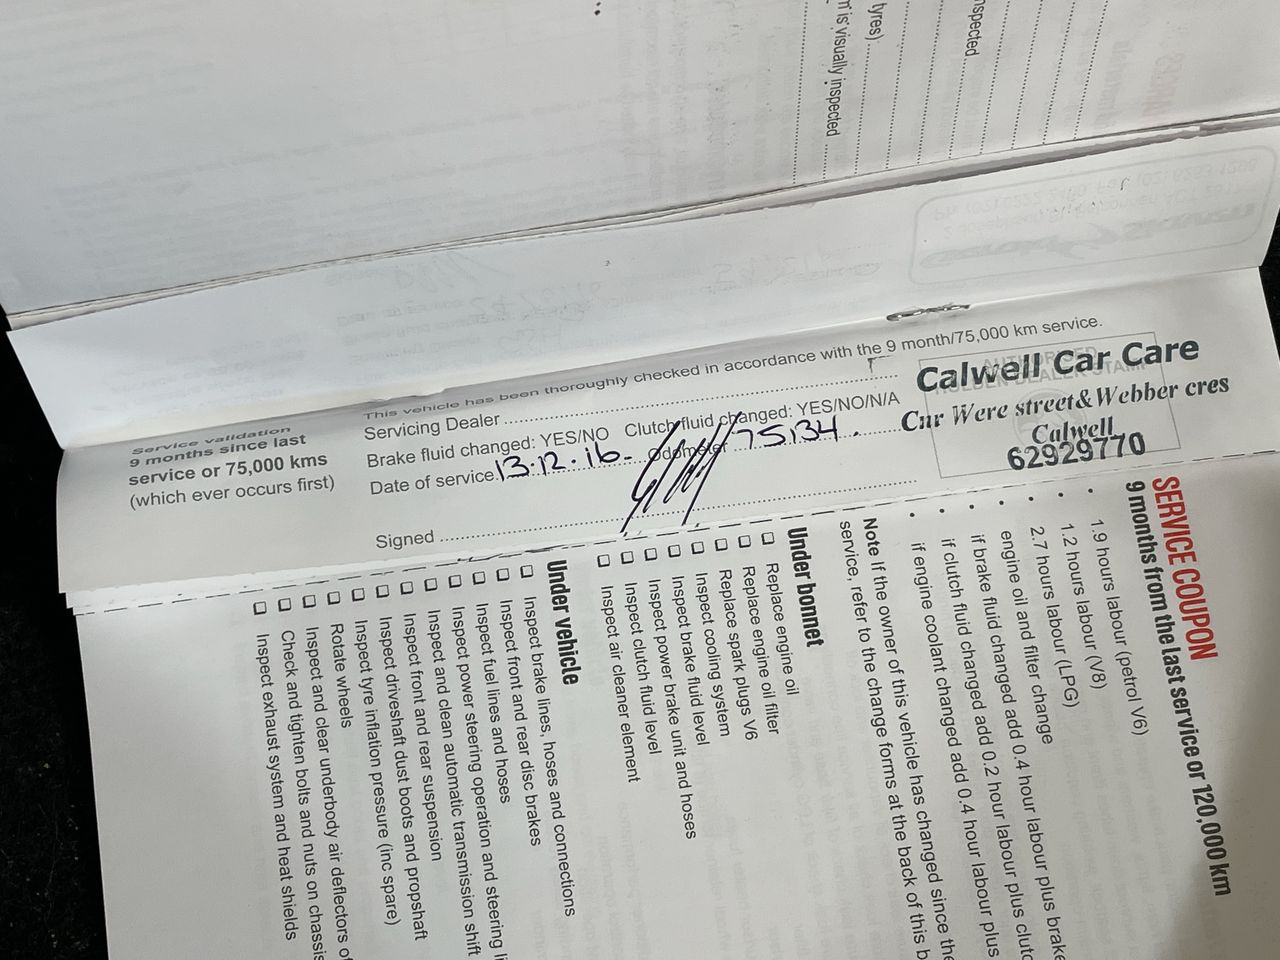 m is visually inspected
tyres)
nspected
Service validation
9 months since last
service or 75,000 kms
(which ever occurs first)
This vehicle has been thoroughly checked in accordance with the 9 month/75,000 km service.
Servicing Dealer
Brake fluid changed: YES/NO Clutch fluid changed: YES/NO/N/A
Date of service 13.12.16 Odometer 75134
Signed
Calwell Car Care
Cnr Were street&Webber cres
Calwell
62929770
SERVICE COUPON
9 months from the last service or 120,000 km
• 1.9 hours labour (petrol V6)
• 1.2 hours labour (V8)
• 2.7 hours labour (LPG)
• engine oil and filter change
• if brake fluid changed add 0.4 hour labour plus brake
• if clutch fluid changed add 0.2 hour labour plus clutc
• if engine coolant changed add 0.4 hour labour plus
Note If the owner of this vehicle has changed since the
service, refer to the change forms at the back of this b
Under bonnet
Replace engine oil
Replace engine oil filter
Replace spark plugs V6
Inspect cooling system
Inspect brake fluid level
Inspect power brake unit and hoses
Inspect clutch fluid level
Inspect air cleaner element
Under vehicle
Inspect brake lines, hoses and connections
Inspect front and rear disc brakes
Inspect fuel lines and hoses
Inspect power steering operation and steering li
Inspect and clean automatic transmission shift
Inspect front and rear suspension
Inspect driveshaft dust boots and propshaft
Inspect tyre inflation pressure (inc spare)
Rotate wheels
Inspect and clear underbody air deflectors o
Check and tighten bolts and nuts on chassis
Inspect exhaust system and heat shields